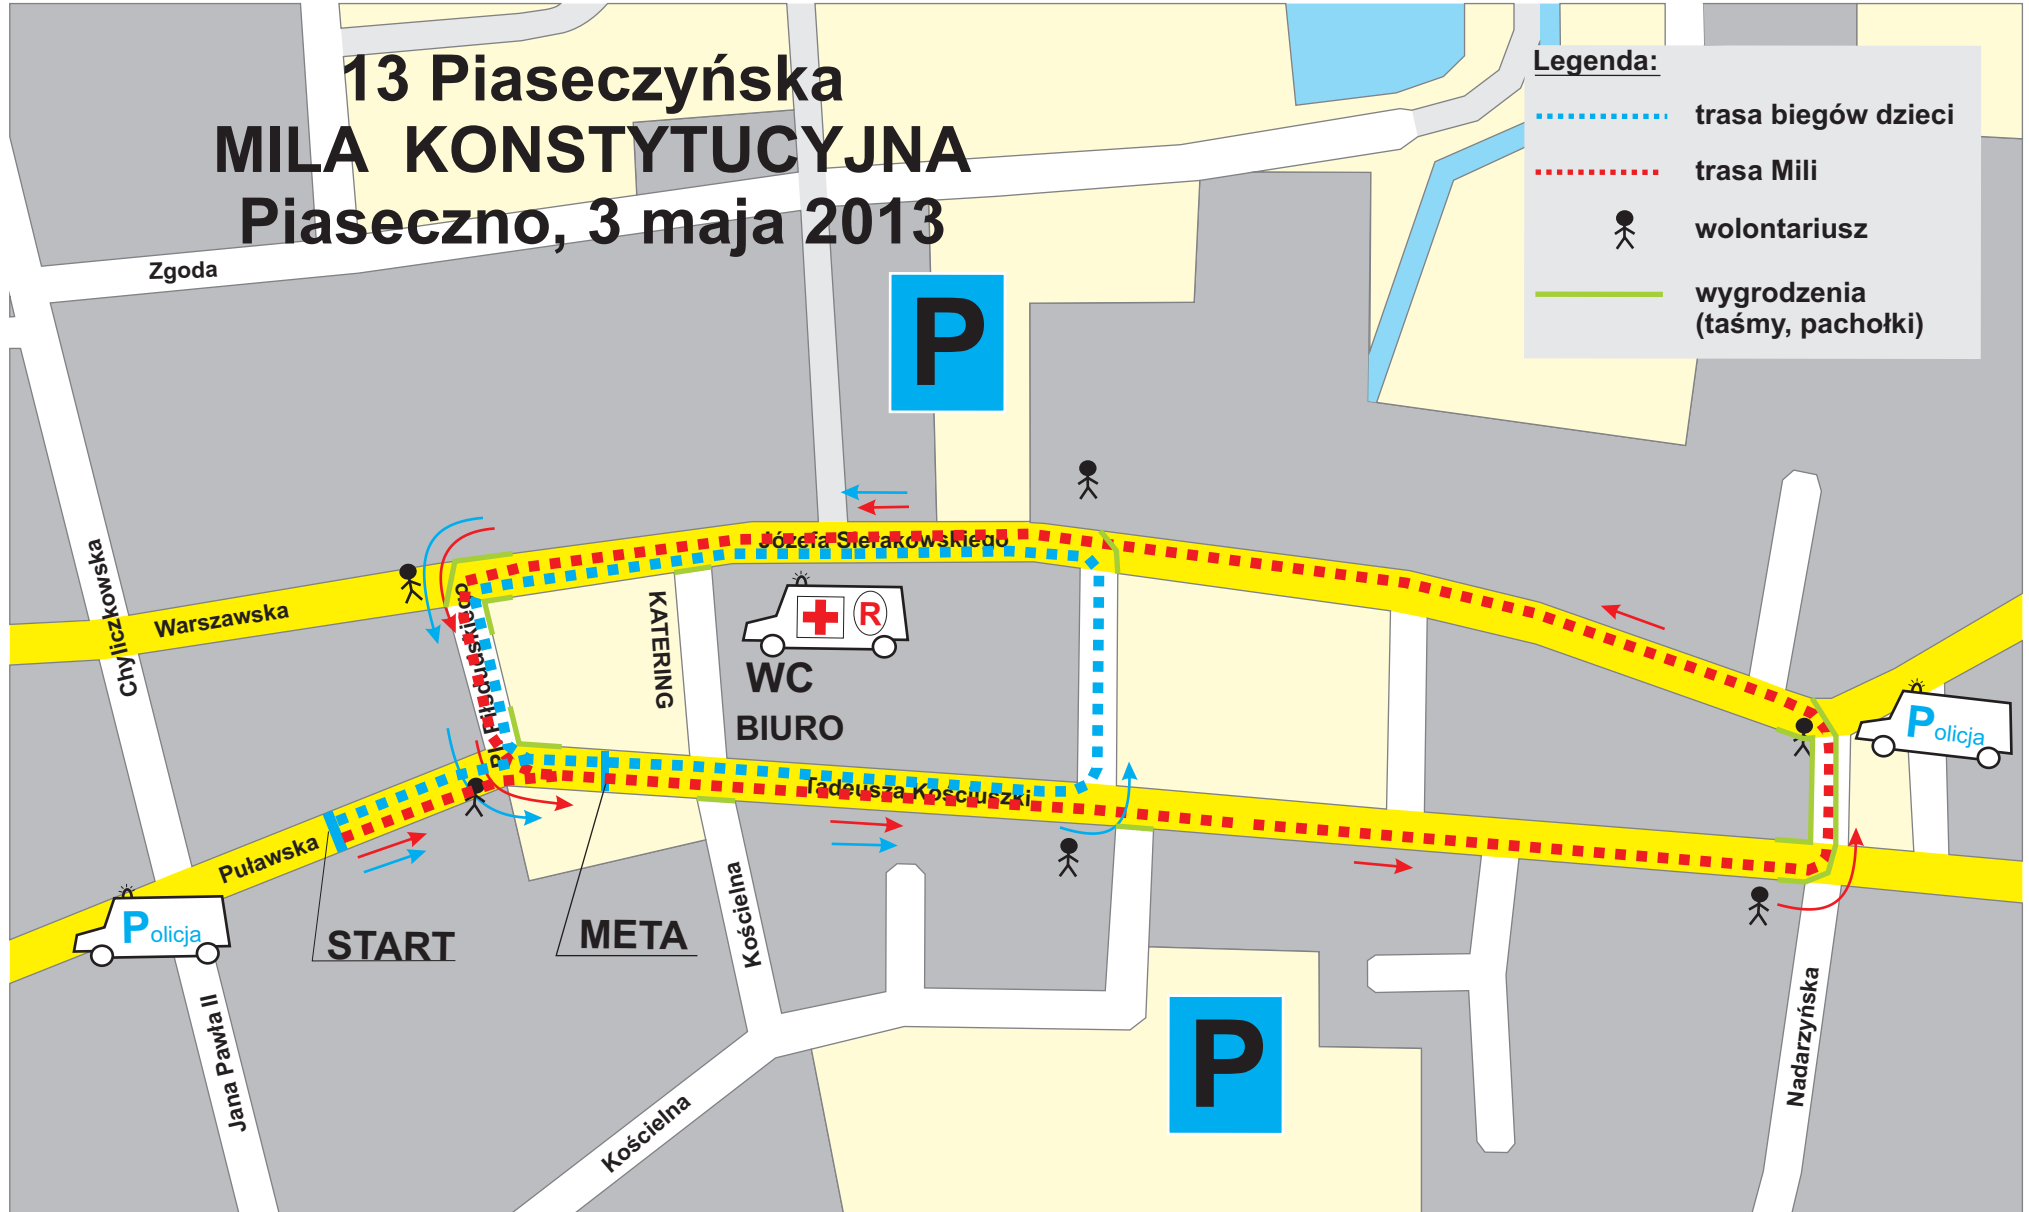 13 Piaseczyńska
MILA KONSTYTUCYJNA
Piaseczno, 3 maja 2013
Legenda:
trasa biegów dzieci
trasa Mili
wolontariusz
wygrodzenia
(taśmy, pachołki)
Zgoda
P
Chyliczkowska
Warszawska
Józefa Sierakowskiego
Pl. Piłsudskiego
KATERING
R
WC
BIURO
Policja
Tadeusza Kościuszki
Puławska
Policja
START
META
Kościelna
Jana Pawła II
Nadarzyńska
P
Kościelna